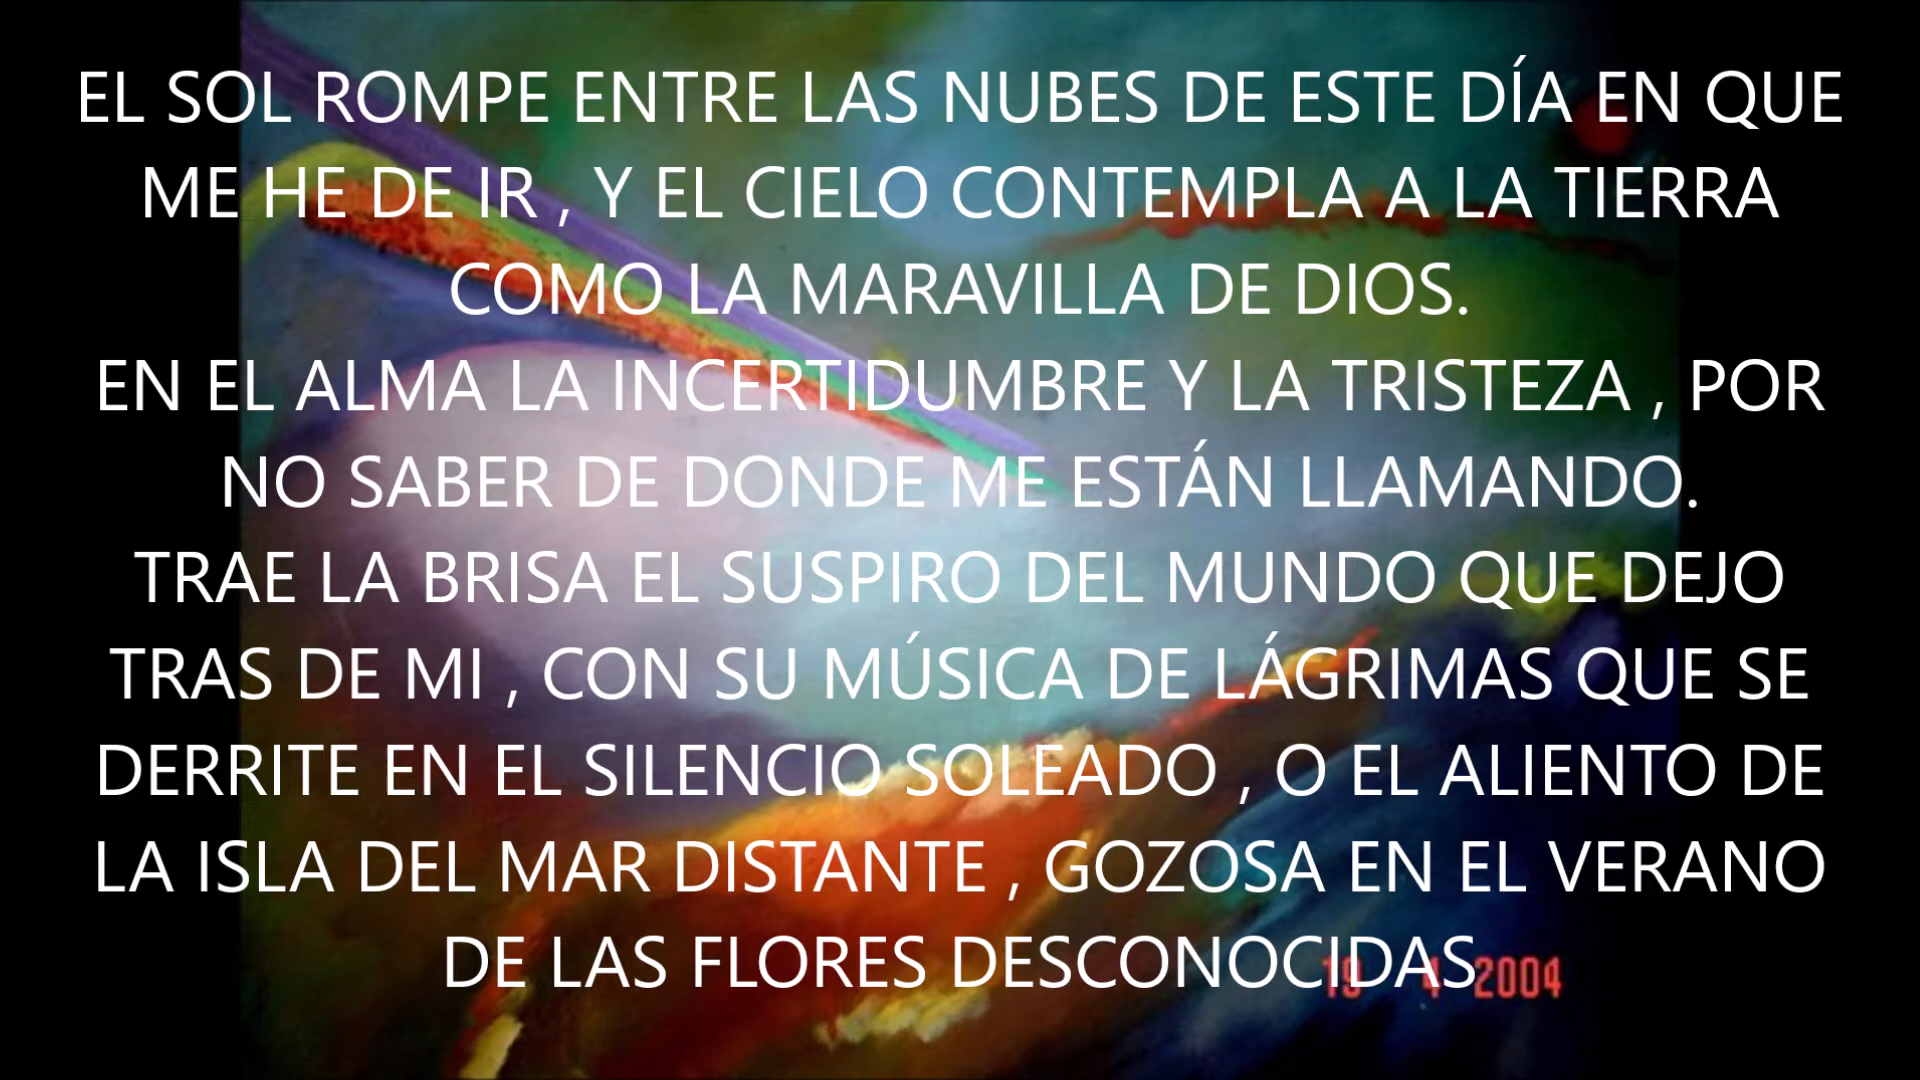 EL SOL ROMPE ENTRE LAS NUBES DE ESTE DÍA EN QUE
ME HE DE IR , Y EL CIELO CONTEMPLA A LA TIERRA
COMO LA MARAVILLA DE DIOS.
EN EL ALMA LA INCERTIDUMBRE Y LA TRISTEZA , POR
NO SABER DE DONDE ME ESTÁN LLAMANDO.
TRAE LA BRISA EL SUSPIRO DEL MUNDO QUE DEJO
TRAS DE MI , CON SU MÚSICA DE LÁGRIMAS QUE SE
DERRITE EN EL SILENCIO SOLEADO , O EL ALIENTO DE
LA ISLA DEL MAR DISTANTE , GOZOSA EN EL VERANO
DE LAS FLORES DESCONOCIDAS
19 4 2004